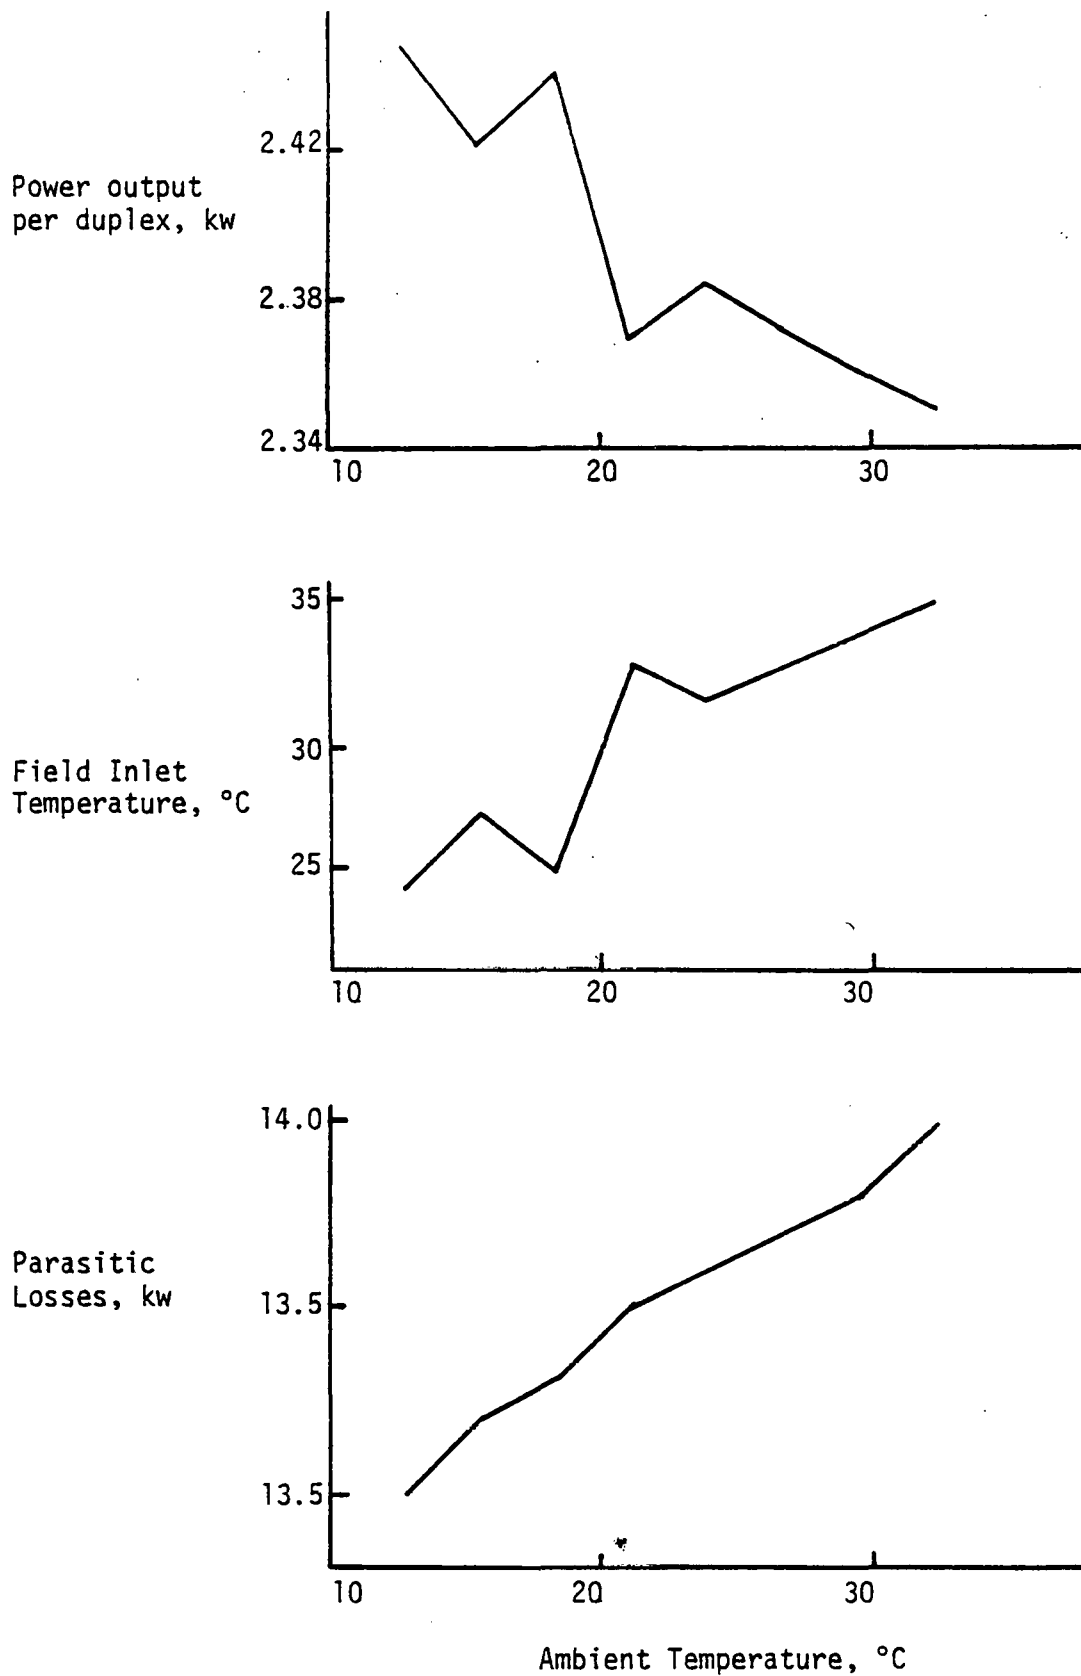 2.42
Power output
per duplex, kw
2.38
2.34
10 20 30
35
30
Field Inlet
Temperature, °C
25
10 20 30
14.0
Parasitic
Losses, kw
13.5
13.5
10 20 30
Ambient Temperature, °C